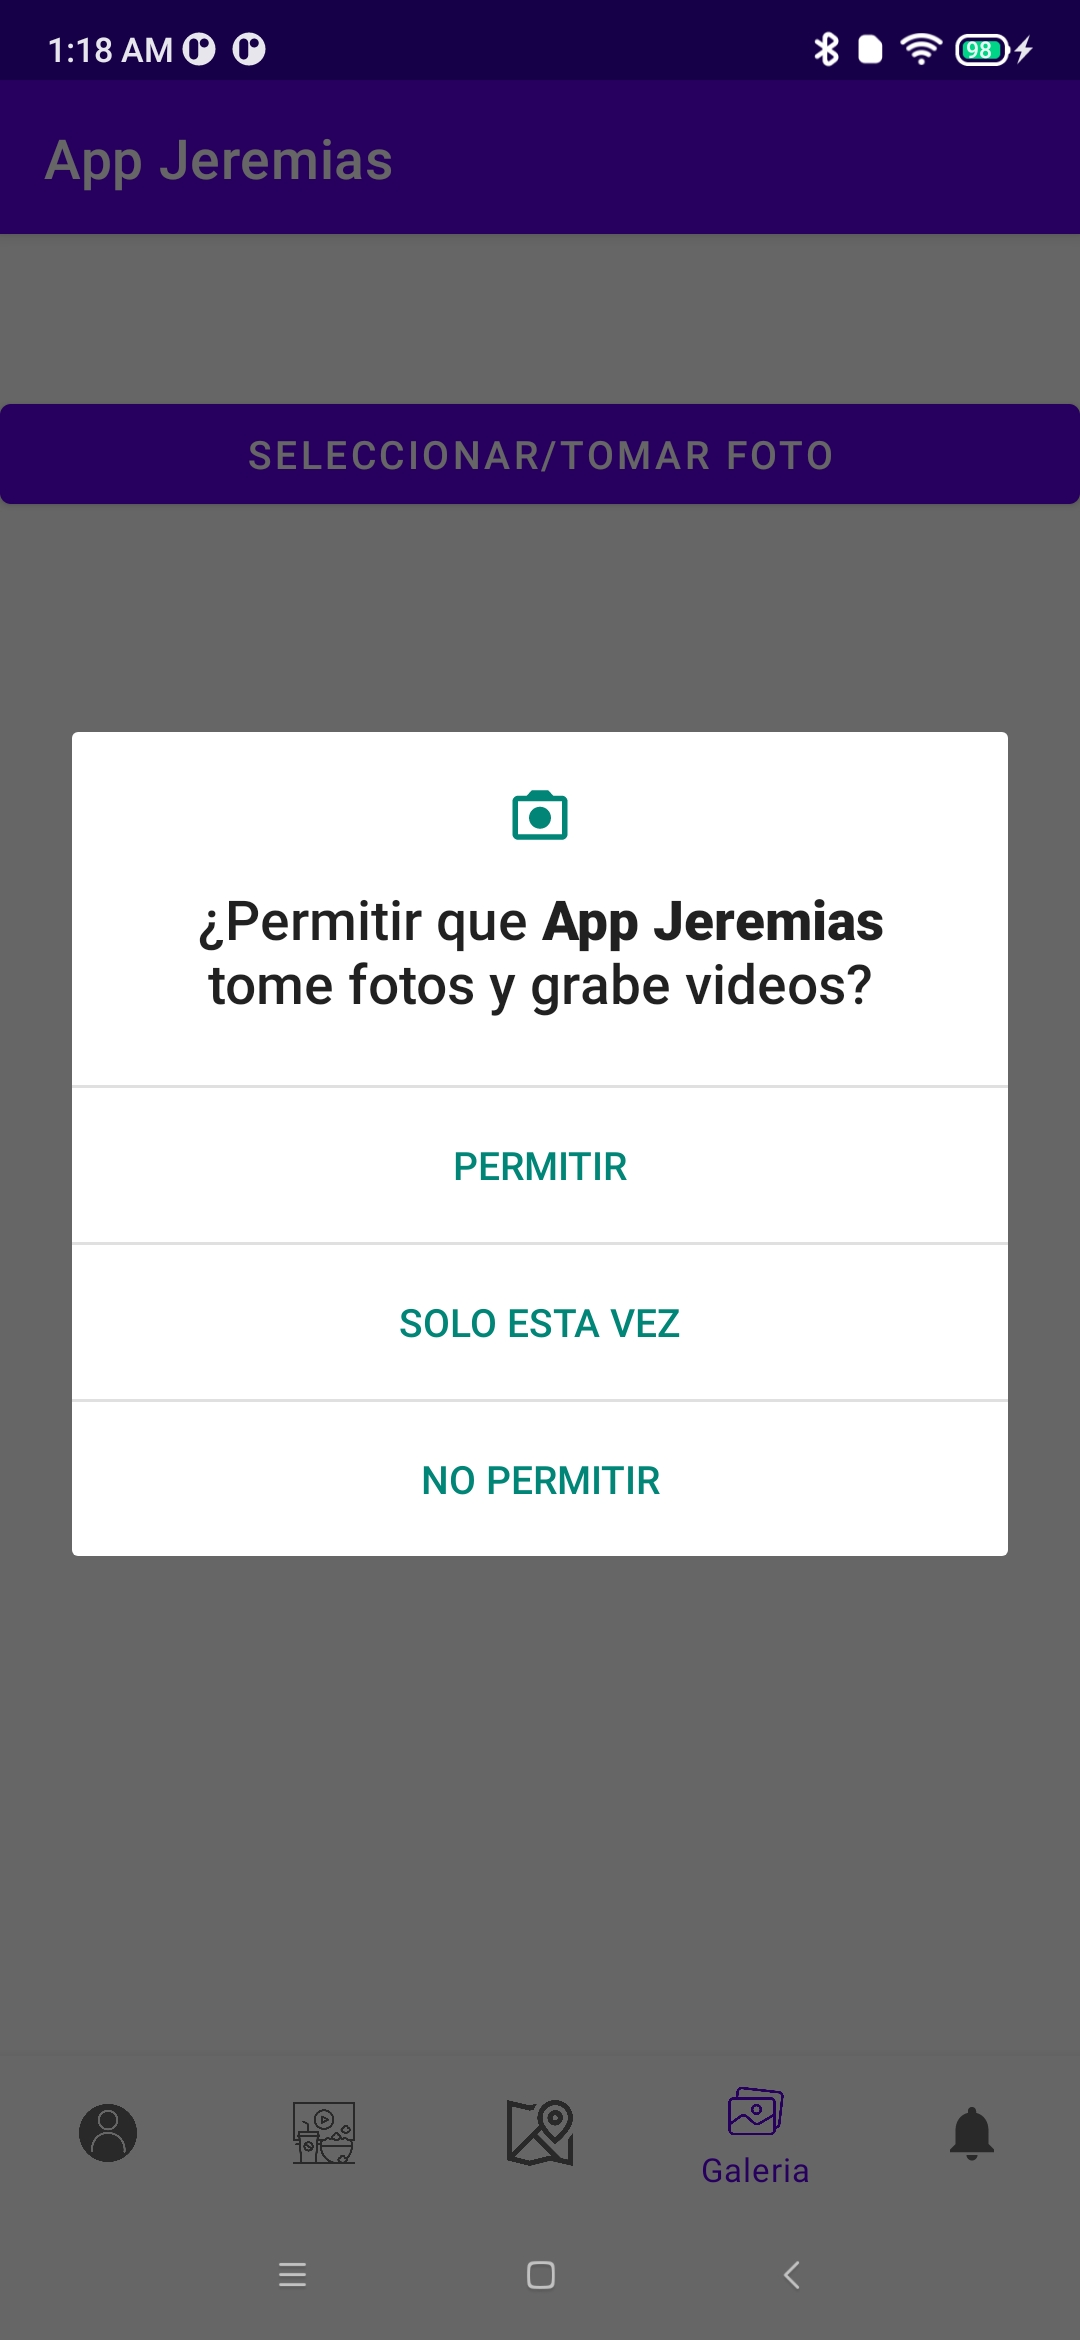 1:18 AM
98
App Jeremias
SELECCIONAR/TOMAR FOTO
¿Permitir que App Jeremias
tome fotos y grabe videos?
PERMITIR
SOLO ESTA VEZ
NO PERMITIR
Galeria